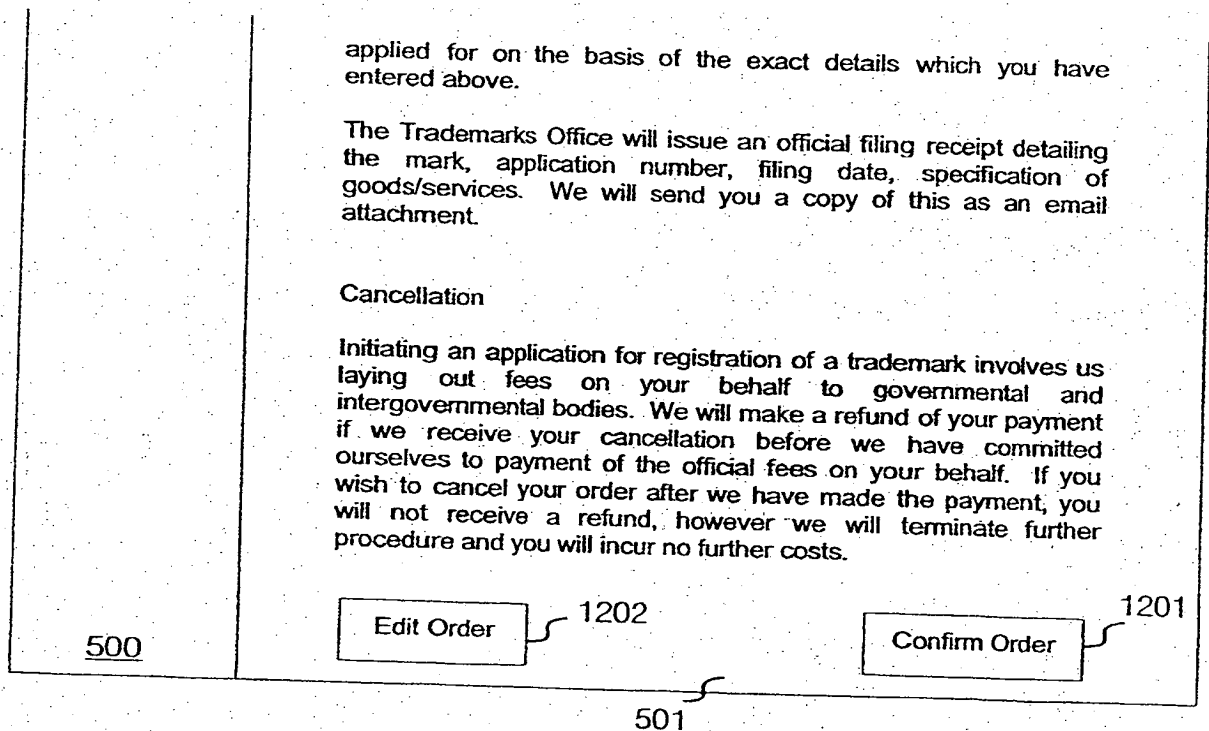 applied for on the basis of the exact details which you have
entered above.
The Trademarks Office will issue an official filing receipt detailing
the mark, application number, filing date, specification of
goods/services. We will send you a copy of this as an email
attachment.
Cancellation
Initiating an application for registration of a trademark involves us
laying out fees on your behalf to governmental and
intergovernmental bodies. We will make a refund of your payment
if we receive your cancellation before we have committed
ourselves to payment of the official fees on your behalf. If you
wish to cancel your order after we have made the payment, you
will not receive a refund, however we will terminate further
procedure and you will incur no further costs.
Edit Order 1202 Confirm Order 1201
500
501